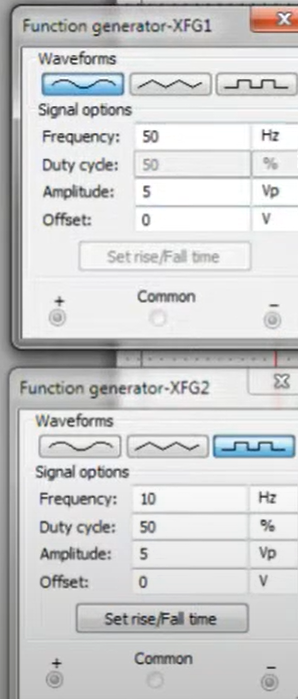 Function generator-XFG1
Waveforms
Signal options
Frequency: 50 Hz
Duty cycle: 50 %
Amplitude: 5 Vp
Offset: 0 V
Set rise/Fall time
+ Common −
Function generator-XFG2
Waveforms
Signal options
Frequency: 10 Hz
Duty cycle: 50 %
Amplitude: 5 Vp
Offset: 0 V
Set rise/Fall time
+ Common −